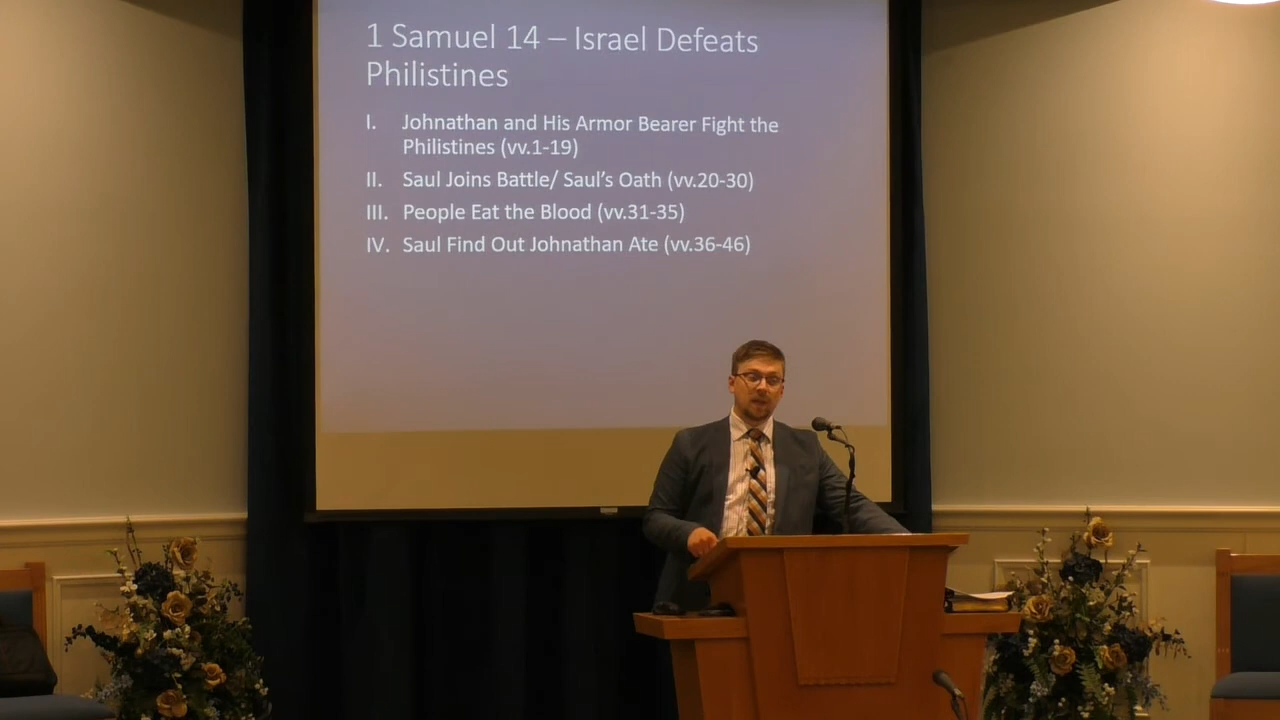 1 Samuel 14 – Israel Defeats
Philistines
I. Johnathan and His Armor Bearer Fight the
Philistines (vv.1-19)
II. Saul Joins Battle/ Saul's Oath (vv.20-30)
III. People Eat the Blood (vv.31-35)
IV. Saul Find Out Johnathan Ate (vv.36-46)